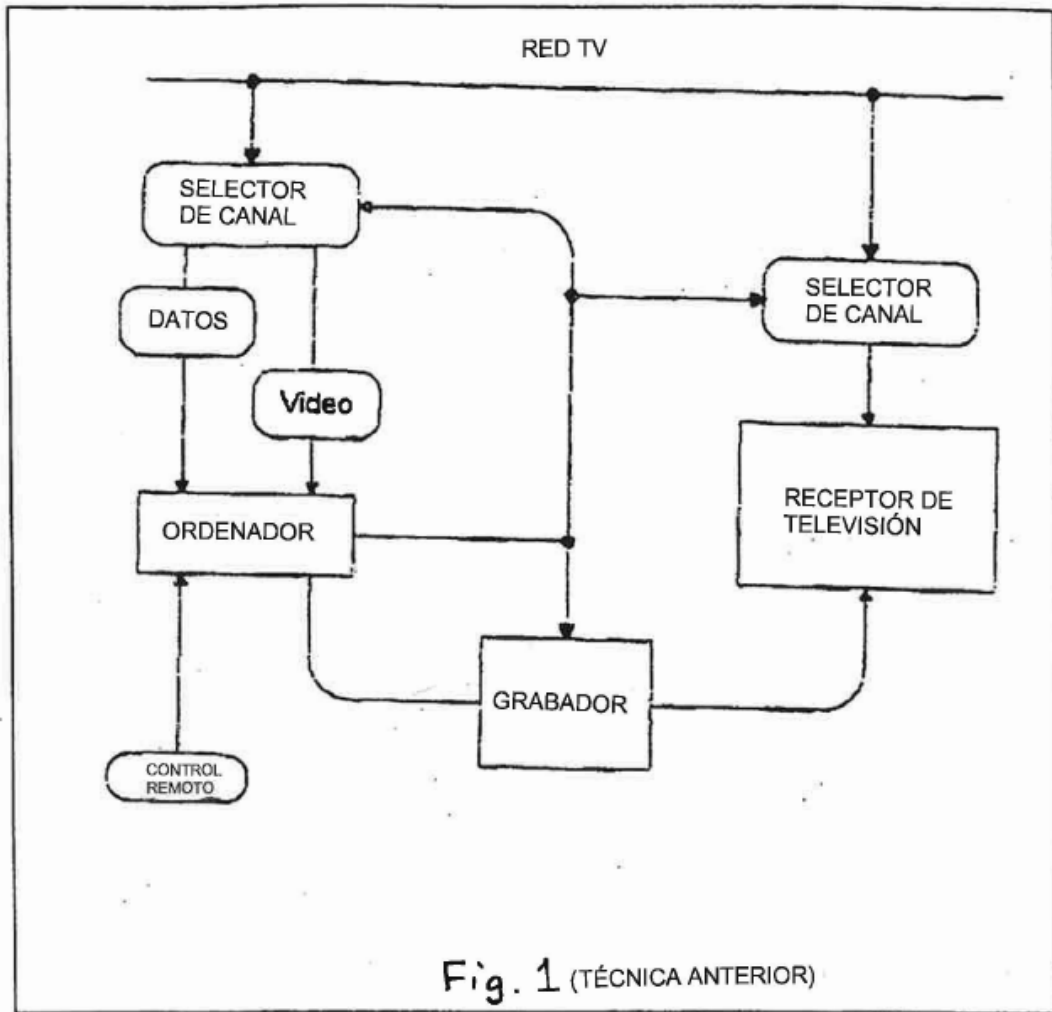 RED TV
SELECTOR
DE CANAL
DATOS
Video
SELECTOR
DE CANAL
ORDENADOR
RECEPTOR DE
TELEVISIÓN
GRABADOR
CONTROL
REMOTO
Fig. 1 (TÉCNICA ANTERIOR)